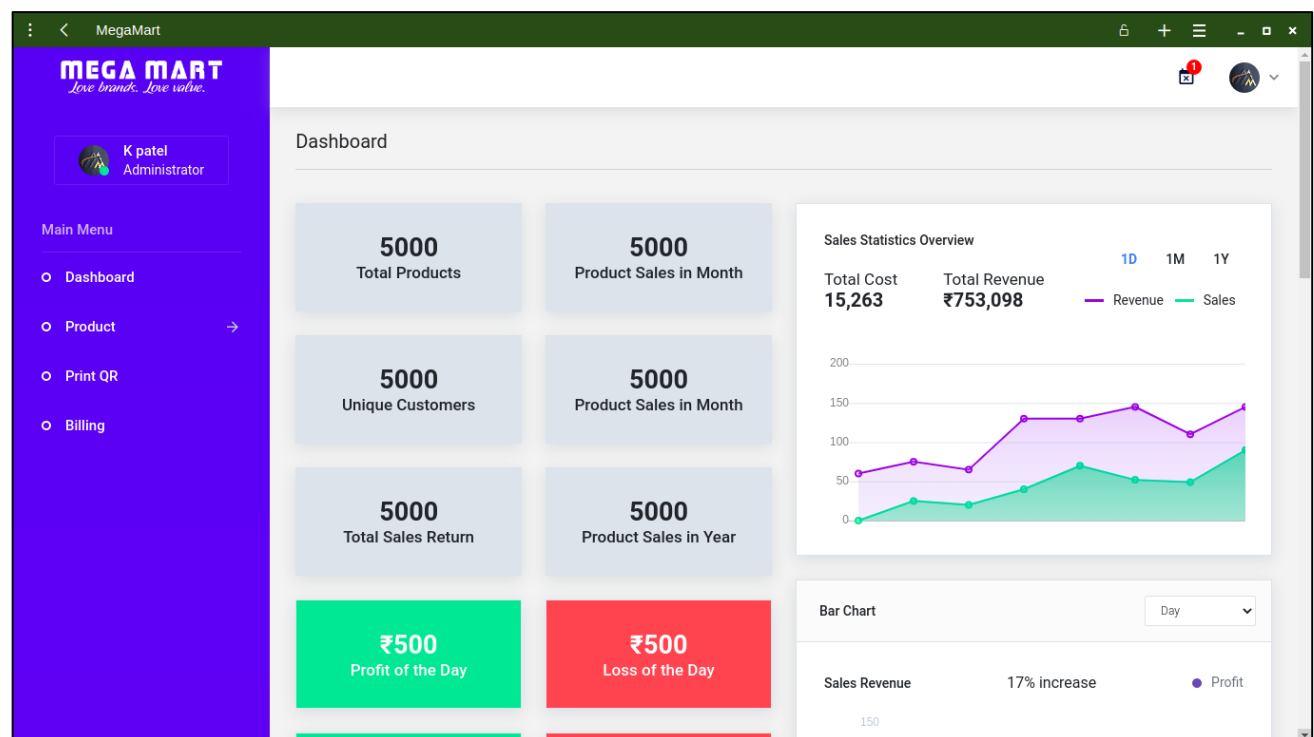 MegaMart
MEGA MART
Love brands. Love value.
1
K patel
Administrator
Main Menu
Dashboard
Product
Print QR
Billing
Dashboard
5000
Total Products
5000
Product Sales in Month
5000
Unique Customers
5000
Product Sales in Month
5000
Total Sales Return
5000
Product Sales in Year
₹500
Profit of the Day
₹500
Loss of the Day
Sales Statistics Overview
1D 1M 1Y
Total Cost Total Revenue
15,263 ₹753,098
Revenue Sales
200
150
100
50
0
Bar Chart
Day
Sales Revenue 17% increase Profit
150